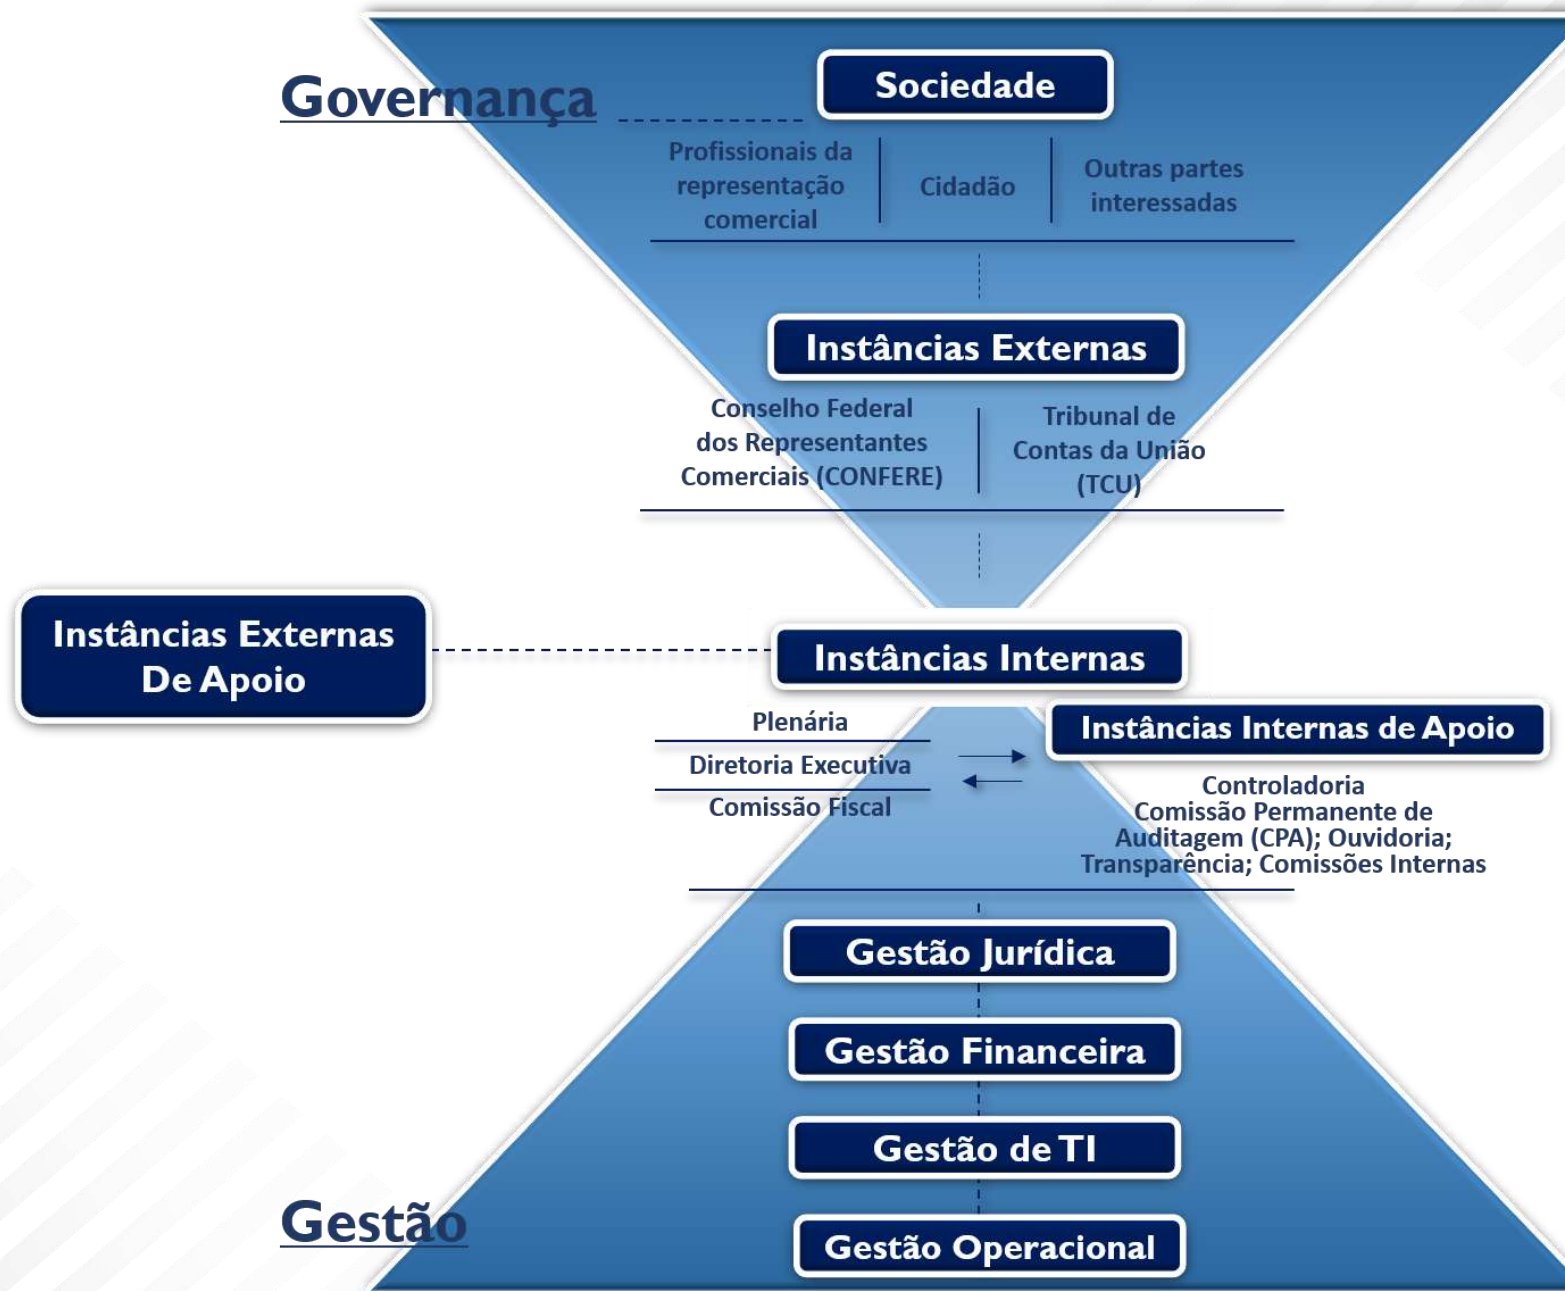 Governança
Sociedade
Profissionais da
representação
comercial
Cidadão
Outras partes
interessadas
Instâncias Externas
Conselho Federal
dos Representantes
Comerciais (CONFERE)
Tribunal de
Contas da União
(TCU)
Instâncias Externas
De Apoio
Instâncias Internas
Plenária
Diretoria Executiva
Comissão Fiscal
Instâncias Internas de Apoio
Controladoria
Comissão Permanente de
Auditagem (CPA); Ouvidoria;
Transparência; Comissões Internas
Gestão Jurídica
Gestão Financeira
Gestão de TI
Gestão
Gestão Operacional